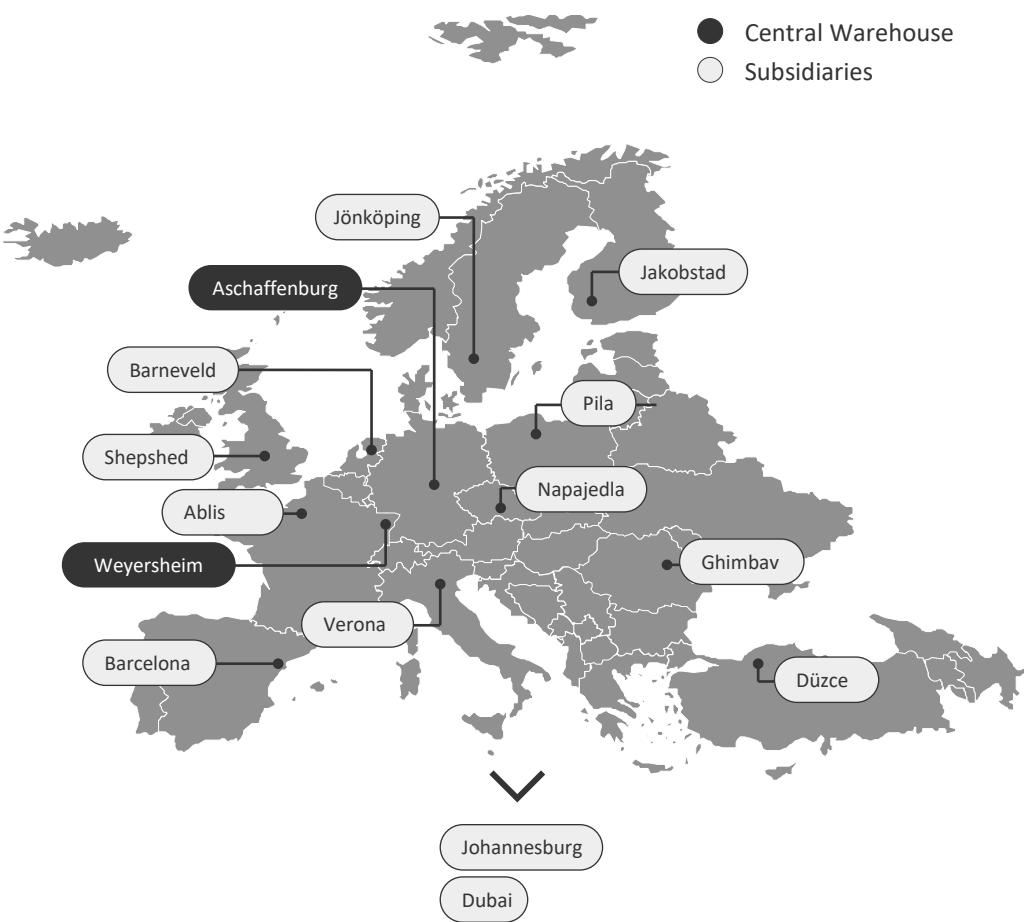 Central Warehouse
Subsidiaries
Jönköping
Jakobstad
Aschaffenburg
Barneveld
Pila
Shepshed
Napajedla
Ablis
Weyersheim
Ghimbav
Verona
Barcelona
Düzce
Johannesburg
Dubai